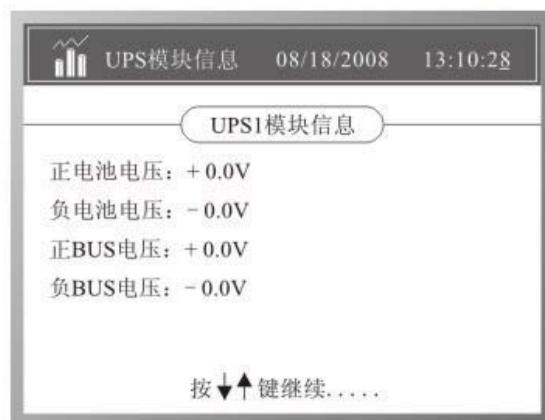 UPS模块信息 08/18/2008 13:10:28
UPS1模块信息
正电池电压：+0.0V
负电池电压：-0.0V
正BUS电压：+0.0V
负BUS电压：-0.0V
按↓↑键继续.....